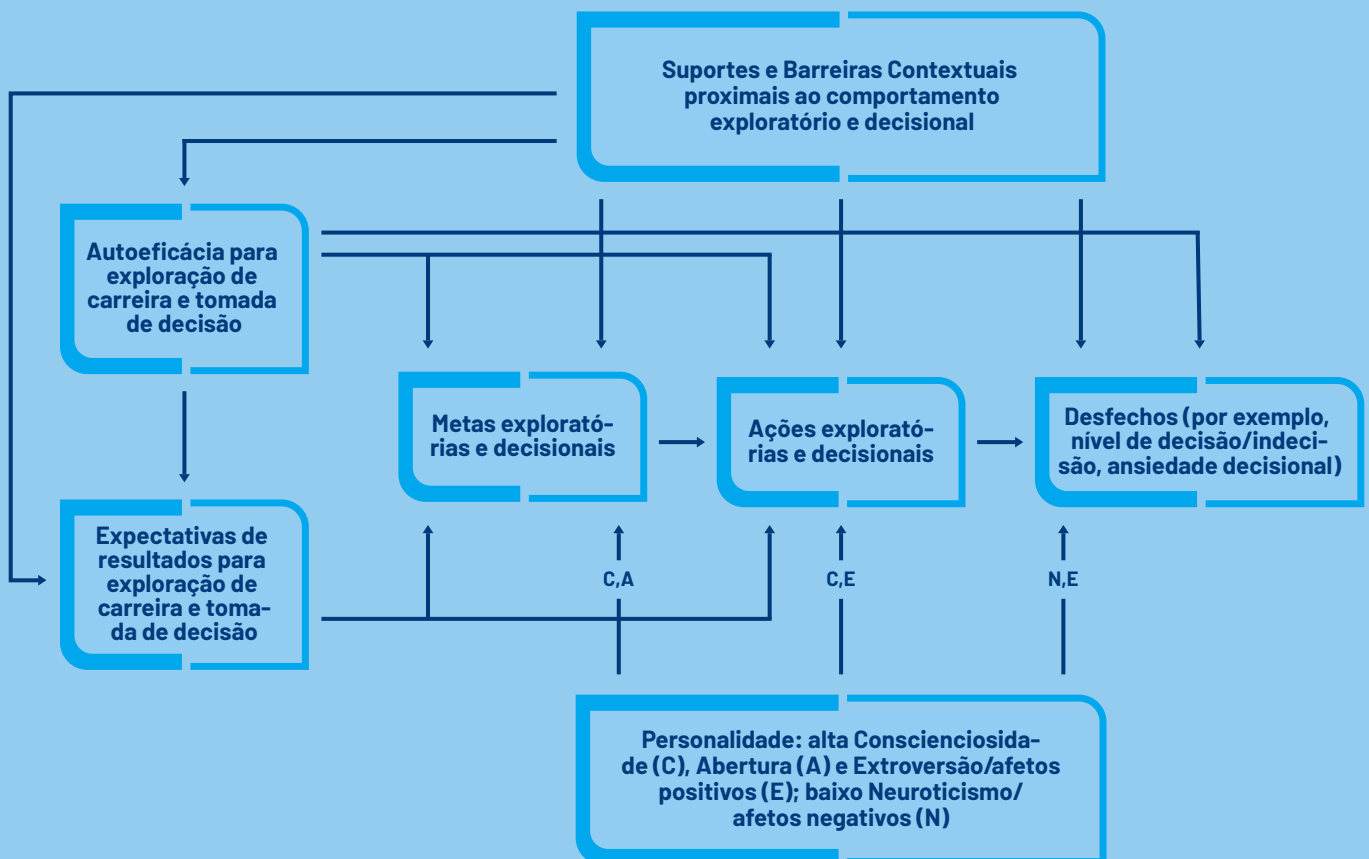 Suportes e Barreiras Contextuais
proximais ao comportamento
exploratório e decisional
Autoeficácia para
exploração de
carreira e tomada
de decisão
Metas explorató-
rias e decisionais
Ações explorató-
rias e decisionais
Desfechos (por exemplo,
nível de decisão/indeci-
são, ansiedade decisional)
Expectativas de
resultados para
exploração de
carreira e toma-
da de decisão
C,A
C,E
N,E
Personalidade: alta Conscienciosida-
de (C), Abertura (A) e Extroversão/afetos
positivos (E); baixo Neuroticismo/
afetos negativos (N)